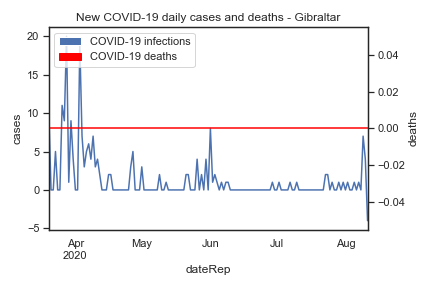 New COVID-19 daily cases and deaths - Gibraltar
COVID-19 infections
COVID-19 deaths
20
15
10
5
0
−5
cases
0.04
0.02
0.00
−0.02
−0.04
deaths
Apr
2020
May
Jun
Jul
Aug
dateRep